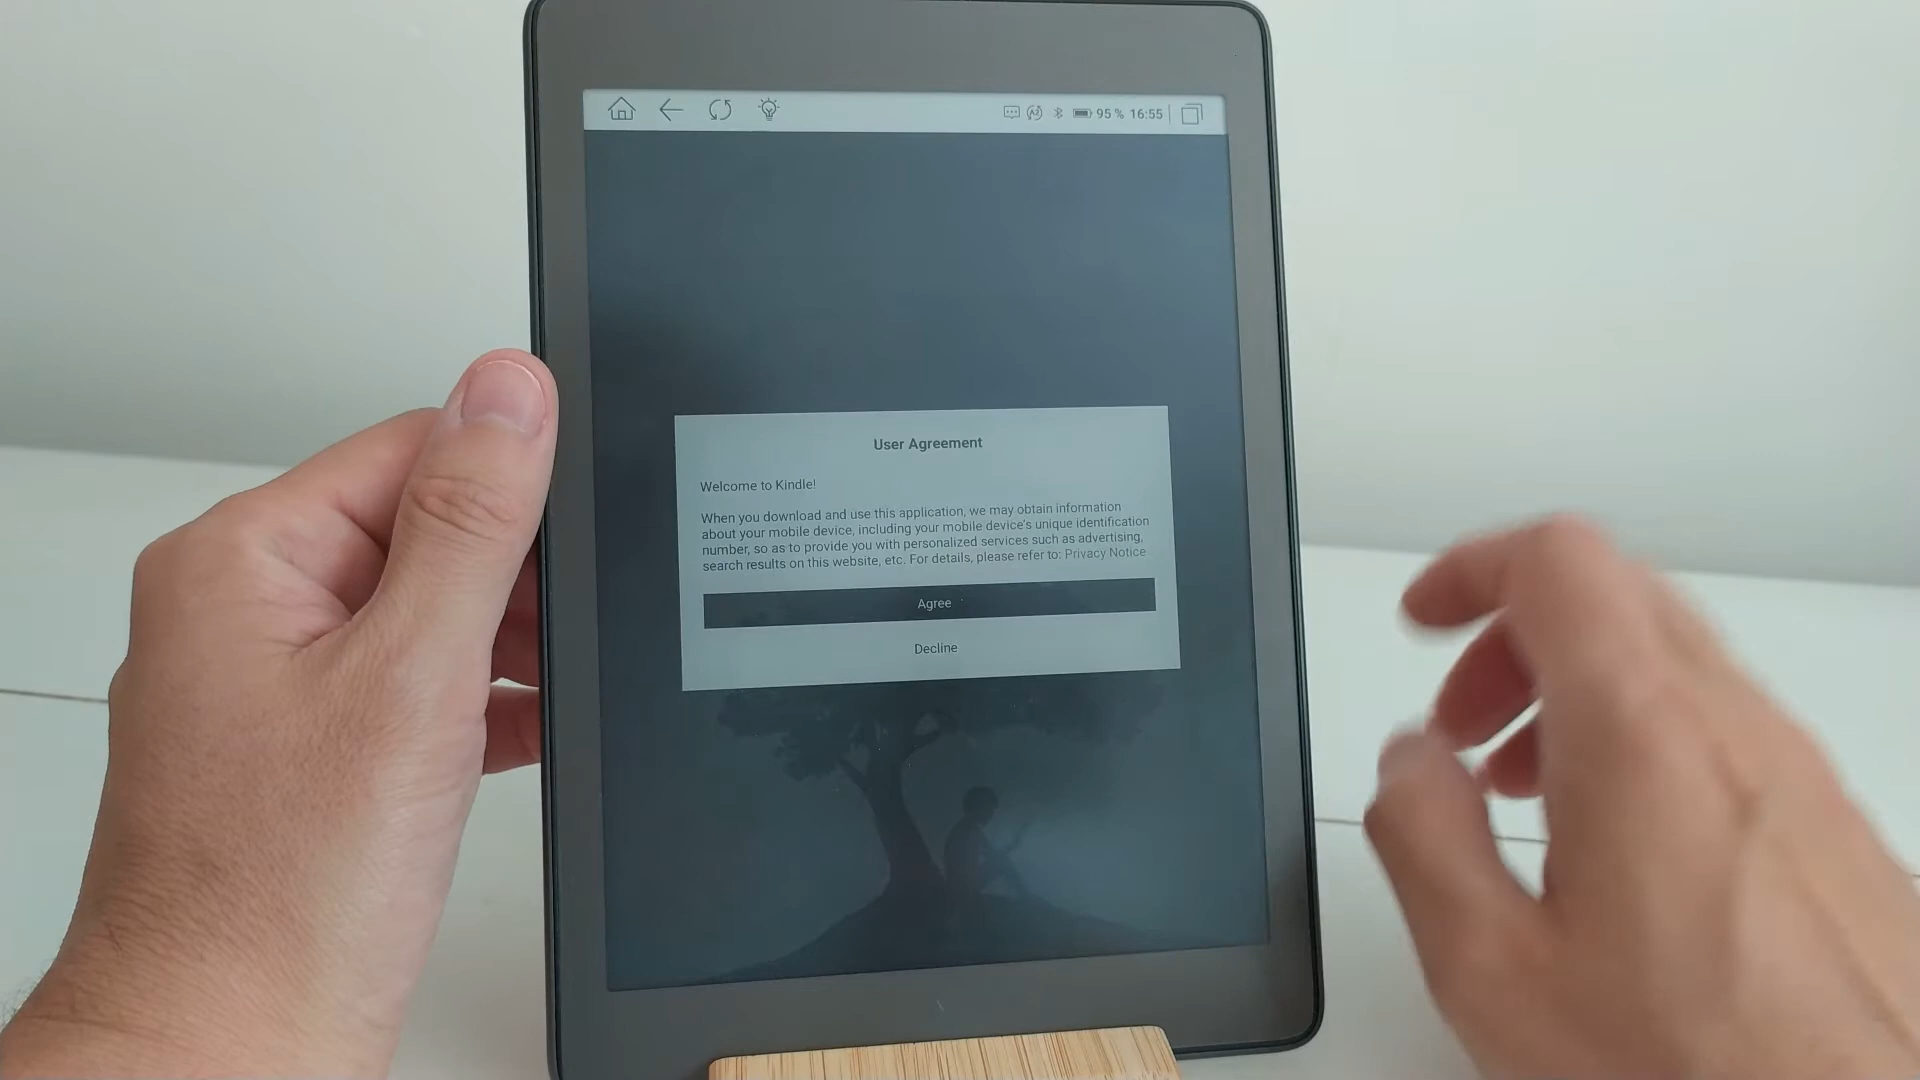 95 % 16:55
User Agreement
Welcome to Kindle!
When you download and use this application, we may obtain information
about your mobile device, including your mobile device's unique identification
number, so as to provide you with personalized services such as advertising,
search results on this website, etc. For details, please refer to: Privacy Notice
Agree
Decline